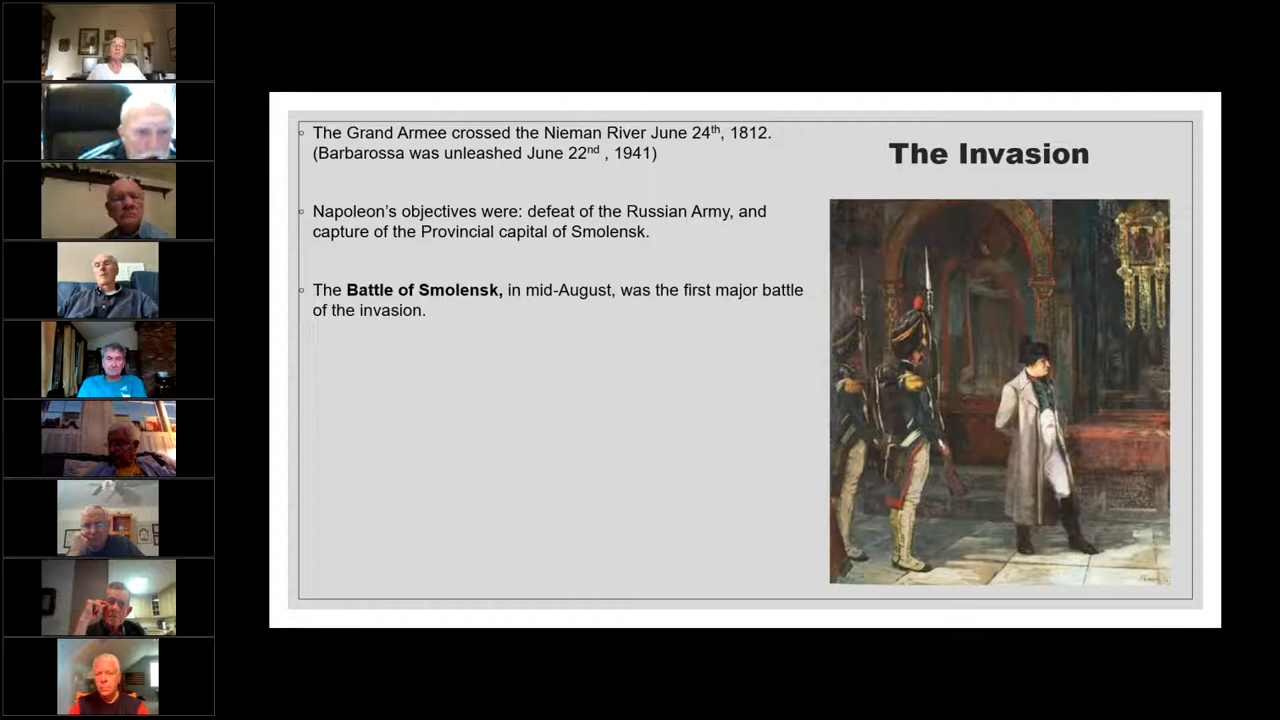 The Grand Armee crossed the Nieman River June 24th, 1812.
(Barbarossa was unleashed June 22nd , 1941)
The Invasion
Napoleon's objectives were: defeat of the Russian Army, and
capture of the Provincial capital of Smolensk.
The Battle of Smolensk, in mid-August, was the first major battle
of the invasion.